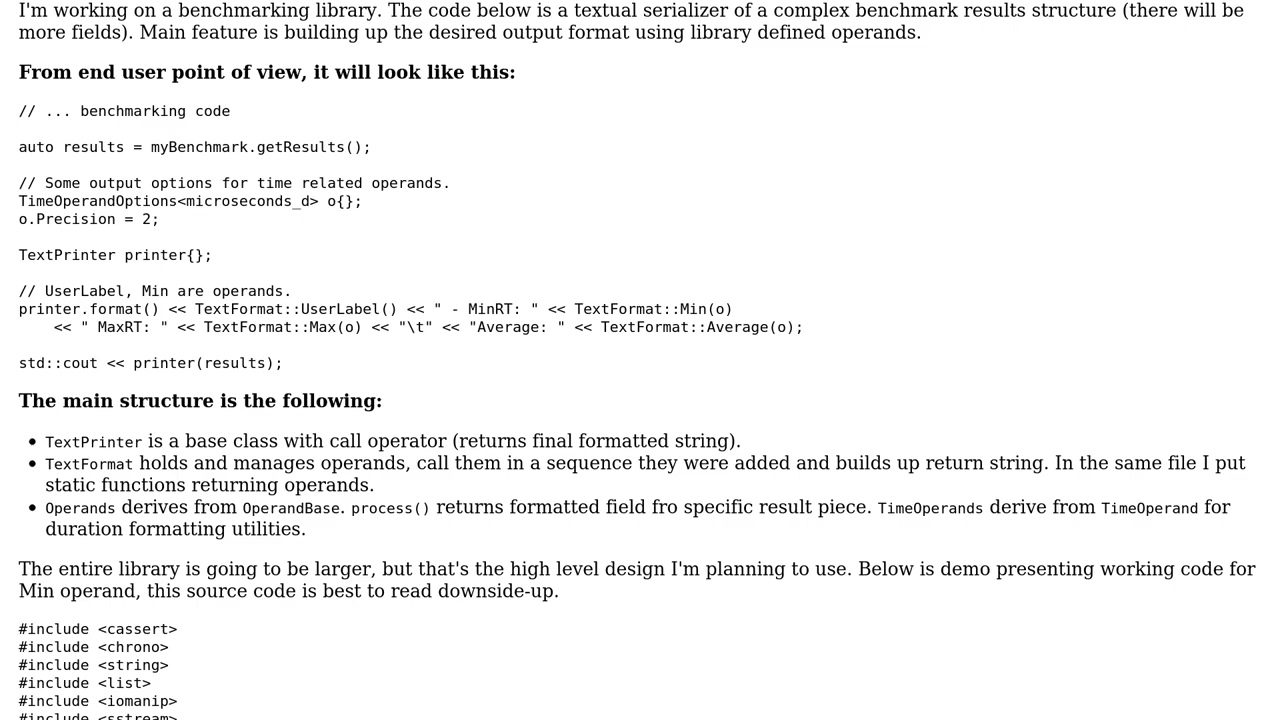 I'm working on a benchmarking library. The code below is a textual serializer of a complex benchmark results structure (there will be
more fields). Main feature is building up the desired output format using library defined operands.
From end user point of view, it will look like this:
// ... benchmarking code
auto results = myBenchmark.getResults();
// Some output options for time related operands.
TimeOperandOptions<microseconds_d> o{};
o.Precision = 2;
TextPrinter printer{};
// UserLabel, Min are operands.
printer.format() << TextFormat::UserLabel() << " - MinRT: " << TextFormat::Min(o)
    << " MaxRT: " << TextFormat::Max(o) << "\t" << "Average: " << TextFormat::Average(o);
std::cout << printer(results);
The main structure is the following:
• TextPrinter is a base class with call operator (returns final formatted string).
• TextFormat holds and manages operands, call them in a sequence they were added and builds up return string. In the same file I put
static functions returning operands.
• Operands derives from OperandBase. process() returns formatted field fro specific result piece. TimeOperands derive from TimeOperand for
duration formatting utilities.
The entire library is going to be larger, but that's the high level design I'm planning to use. Below is demo presenting working code for
Min operand, this source code is best to read downside-up.
#include <cassert>
#include <chrono>
#include <string>
#include <list>
#include <iomanip>
#include <sstream>